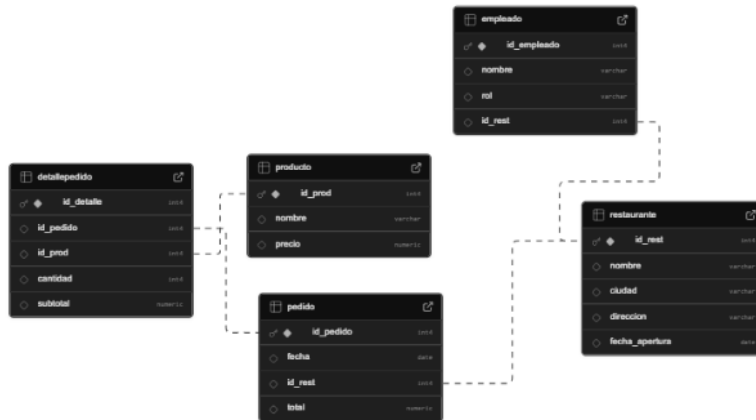 empleado
id_empleado int4
nombre varchar
rol varchar
id_rest int4
detallepedido
id_detalle int4
id_pedido int4
id_prod int4
cantidad int4
subtotal numeric
producto
id_prod int4
nombre varchar
precio numeric
pedido
id_pedido int4
fecha date
id_rest int4
total numeric
restaurante
id_rest int4
nombre varchar
ciudad varchar
direccion varchar
fecha_apertura date